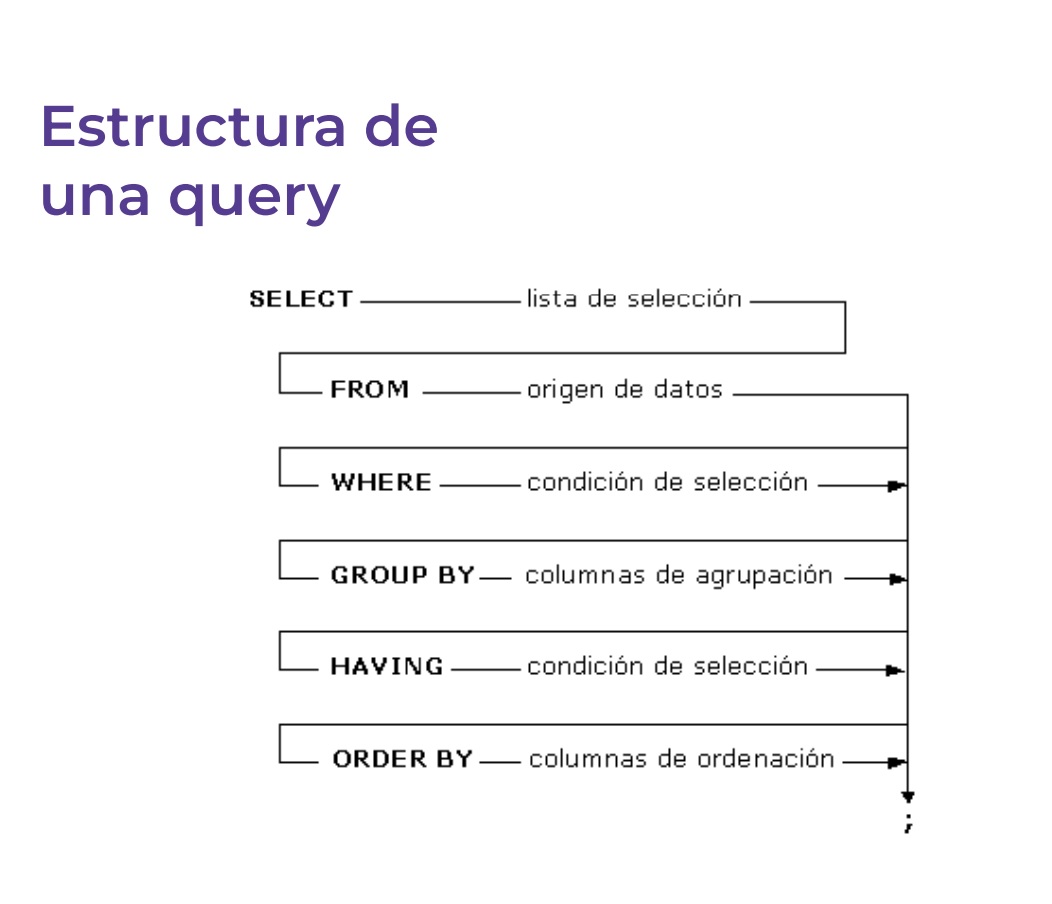 Estructura de
una query
SELECT lista de selección
FROM origen de datos
WHERE condición de selección
GROUP BY columnas de agrupación
HAVING condición de selección
ORDER BY columnas de ordenación
;